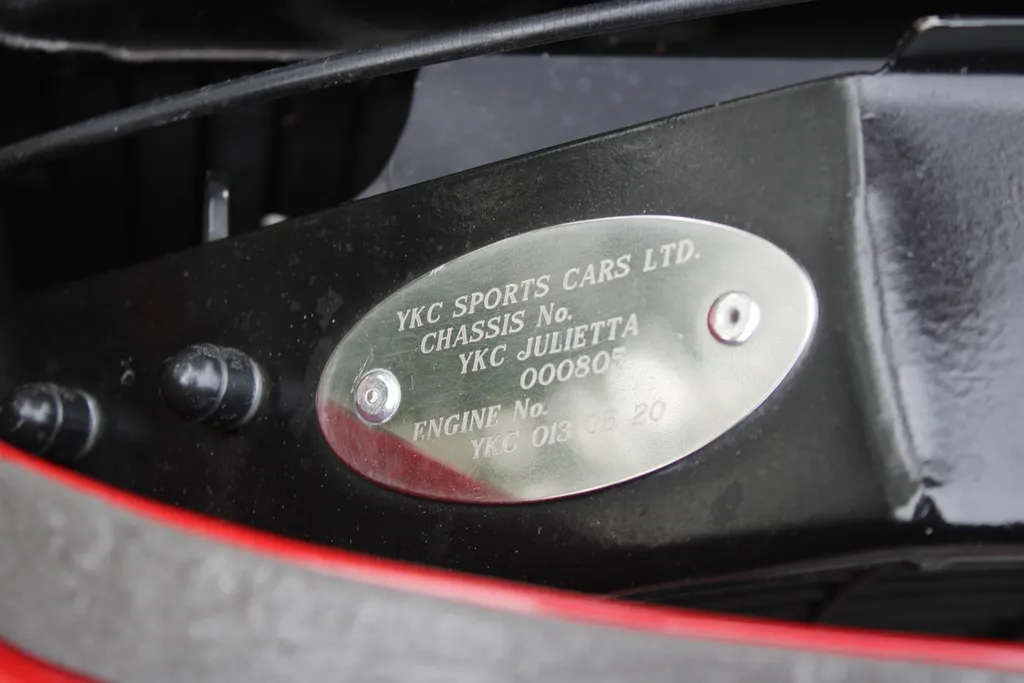 YKC SPORTS CARS LTD.
CHASSIS No.
YKC JULIETTA
000805
ENGINE No.
YKC 013 05 20